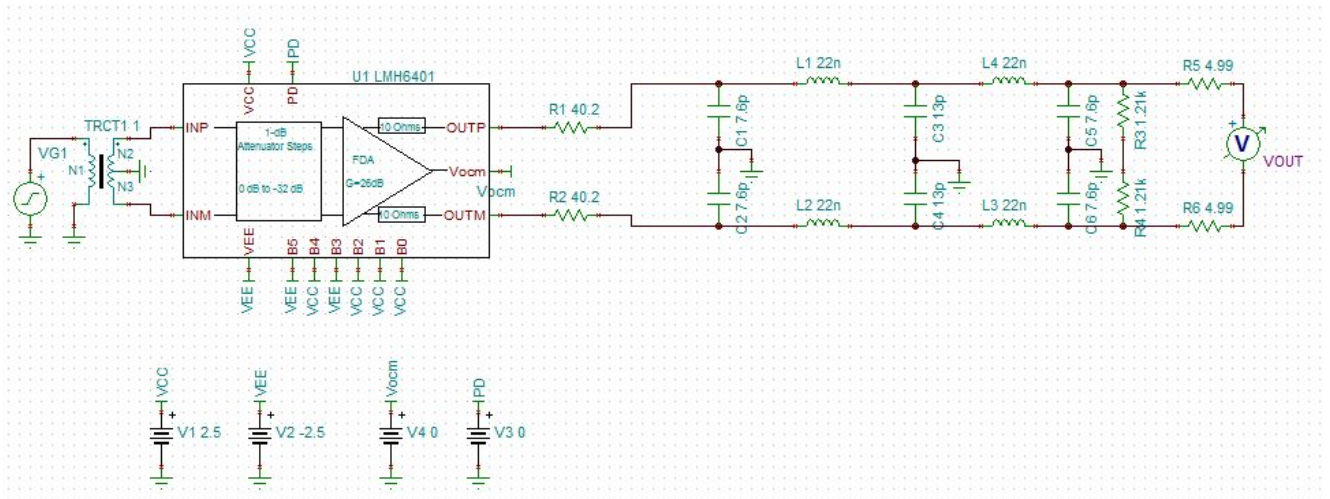 VCC
PD
U1 LMH6401
VCC
PD
TRCT1 1
VG1
+
N1
N2
N3
INP
INM
1-dB
Attenuator Steps
0 dB to -32 dB
10 Ohms
FDA
G=26dB
10 Ohms
OUTP
Vocm
Vocm
OUTM
VEE
B5
B4
B3
B2
B1
B0
VEE
VEE
VCC
VEE
VCC
VCC
VCC
R1 40.2
R2 40.2
C1 7.6p
C2 7.6p
L1 22n
L2 22n
C3 13p
C4 13p
L4 22n
L3 22n
C5 7.6p
C6 7.6p
R3 1.21k
R4 1.21k
R5 4.99
R6 4.99
+
V
VOUT
VCC
+
V1 2.5
VEE
+
V2 -2.5
Vocm
+
V4 0
PD
+
V3 0